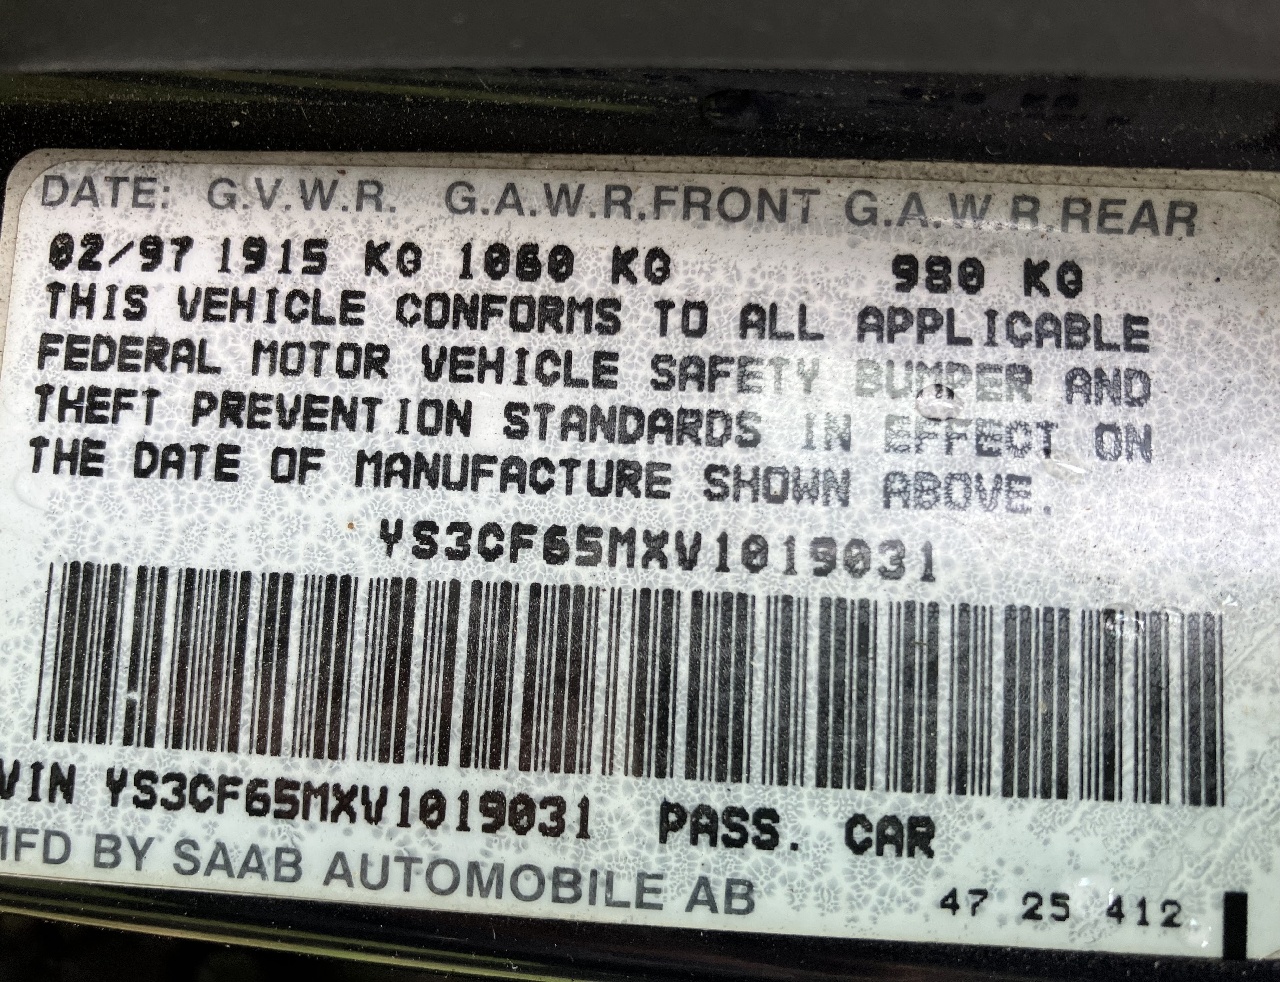 DATE: G.V.W.R. G.A.W.R.FRONT G.A.W.R.REAR
02/97 1915 KG 1060 KG 980 KG
THIS VEHICLE CONFORMS TO ALL APPLICABLE
FEDERAL MOTOR VEHICLE SAFETY BUMPER AND
THEFT PREVENTION STANDARDS IN EFFECT ON
THE DATE OF MANUFACTURE SHOWN ABOVE.
YS3CF65MXV1019031
VIN YS3CF65MXV1019031 PASS. CAR
MFD BY SAAB AUTOMOBILE AB
47 25 412